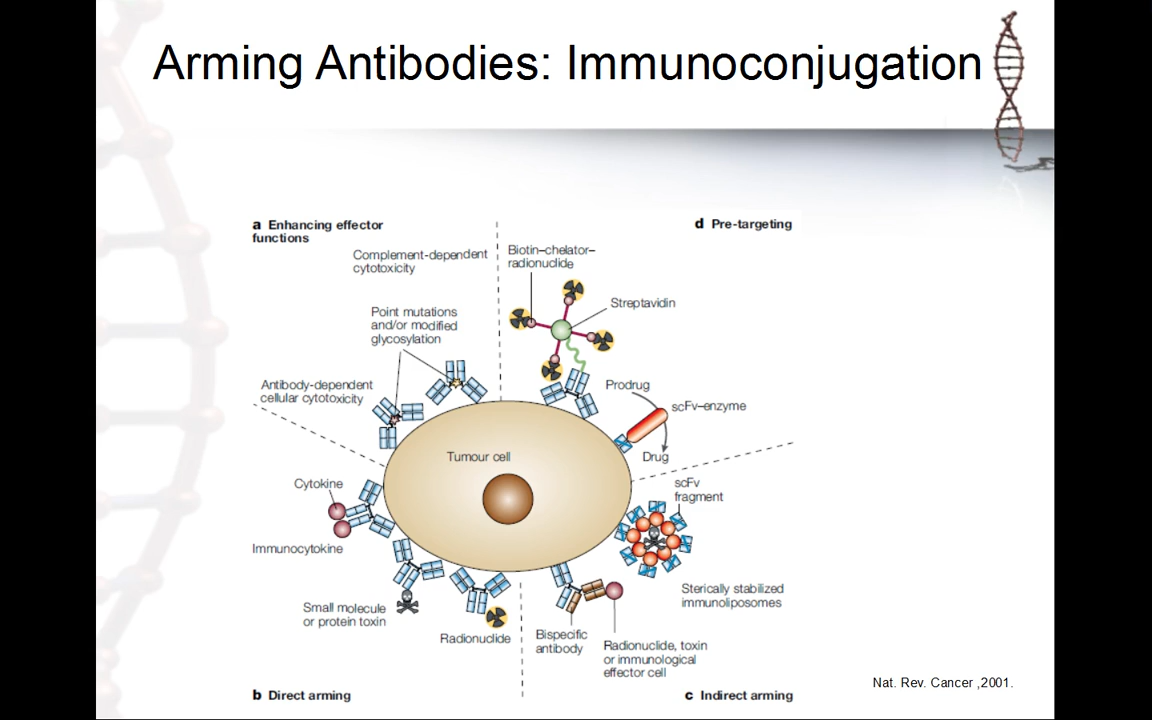 Arming Antibodies: Immunoconjugation
a Enhancing effector
functions
d Pre-targeting
Complement-dependent
cytotoxicity
Biotin–chelator–
radionuclide
Streptavidin
Point mutations
and/or modified
glycosylation
Antibody-dependent
cellular cytotoxicity
Prodrug
scFv–enzyme
Drug
Tumour cell
Cytokine
Immunocytokine
scFv
fragment
Sterically stabilized
immunoliposomes
Small molecule
or protein toxin
Radionuclide
Bispecific
antibody
Radionuclide, toxin
or immunological
effector cell
b Direct arming
c Indirect arming
Nat. Rev. Cancer ,2001.